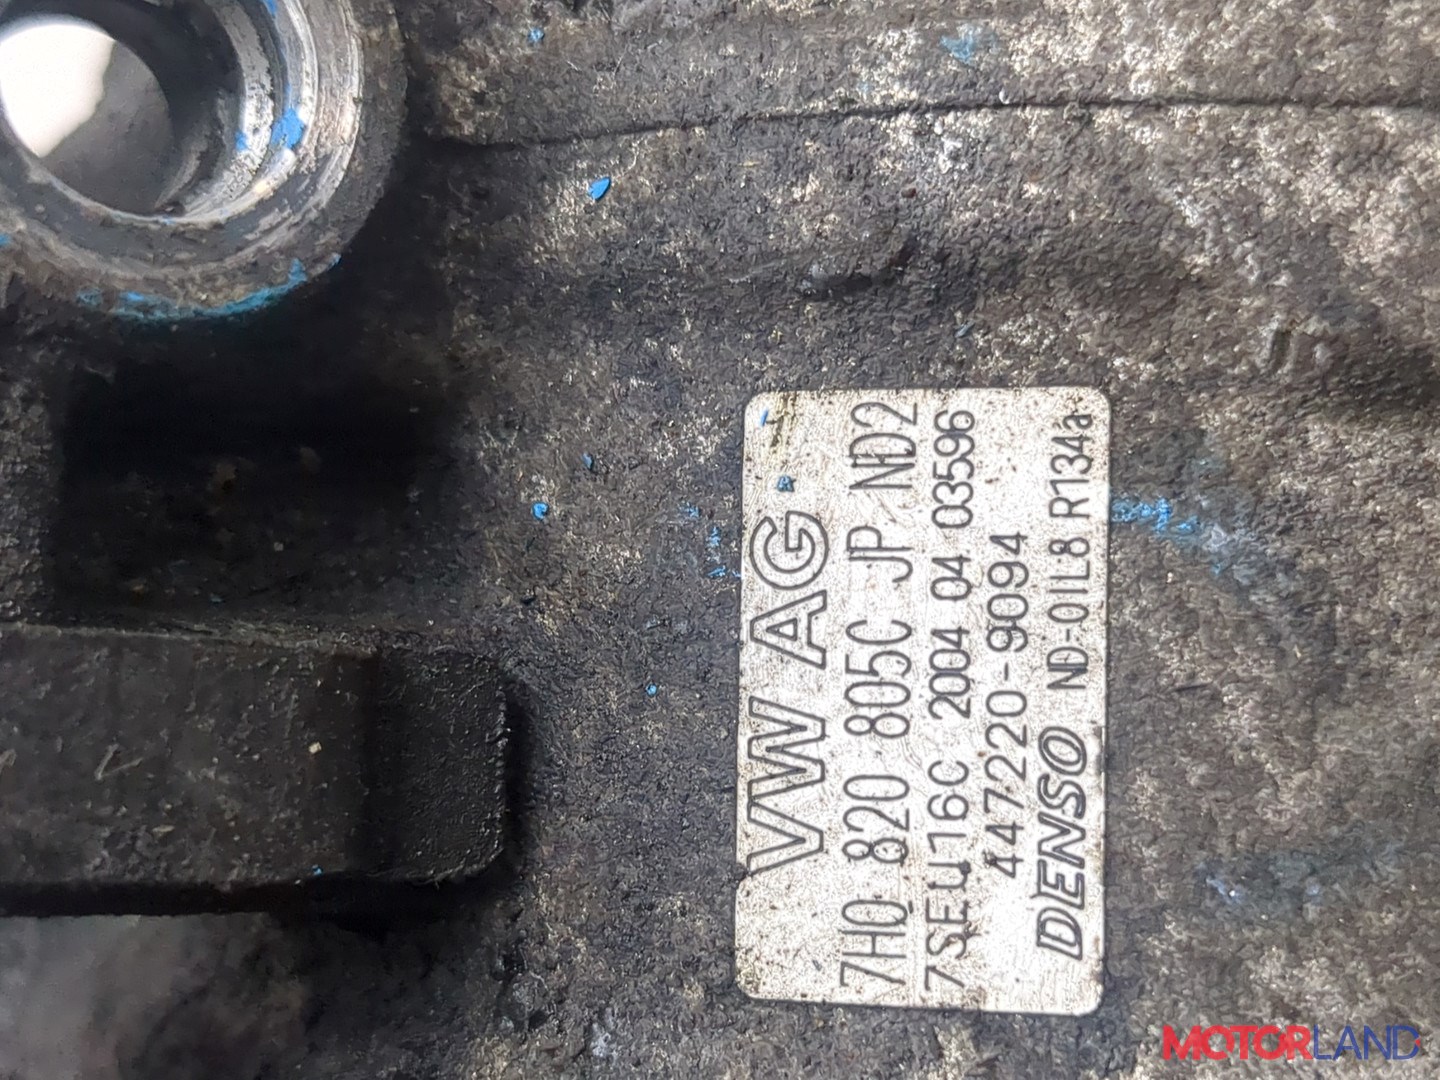 VW AG
7H0 820 805C JP ND2
7SEU16C 2004 04 03596
447220-9094
DENSO ND-OIL8 R134a
MOTORLAND